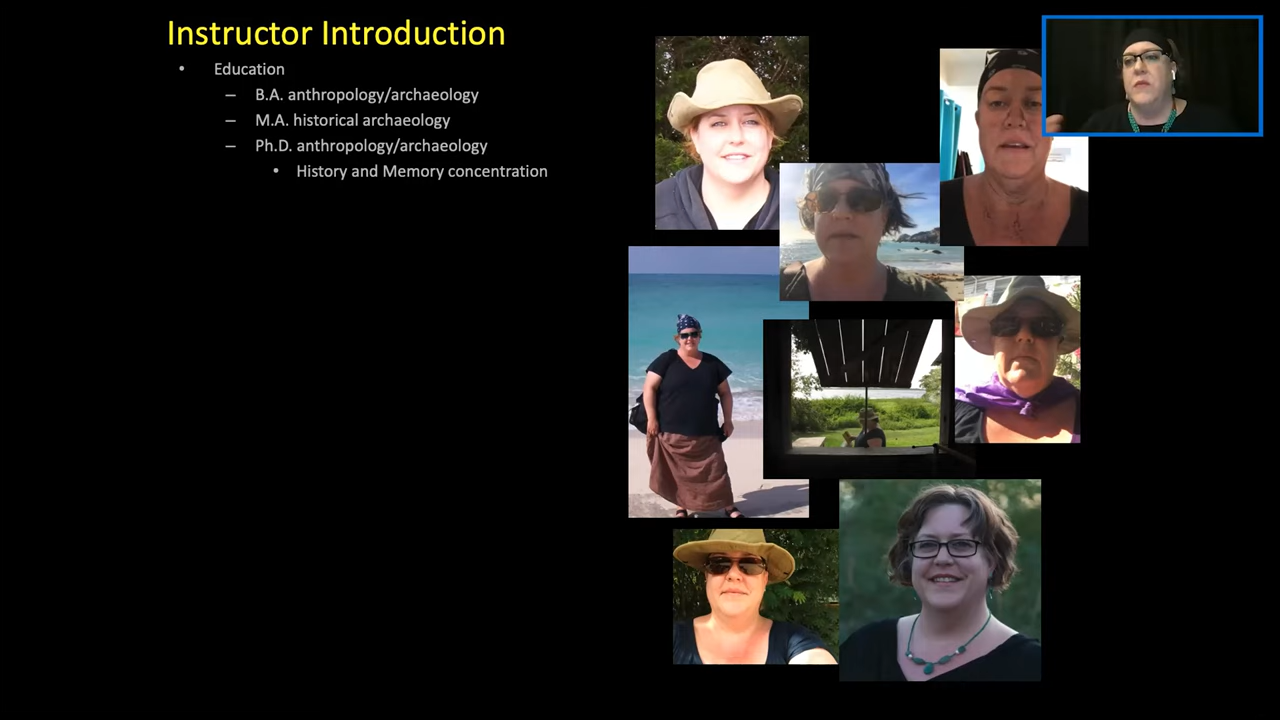 Instructor Introduction
• Education
– B.A. anthropology/archaeology
– M.A. historical archaeology
– Ph.D. anthropology/archaeology
• History and Memory concentration